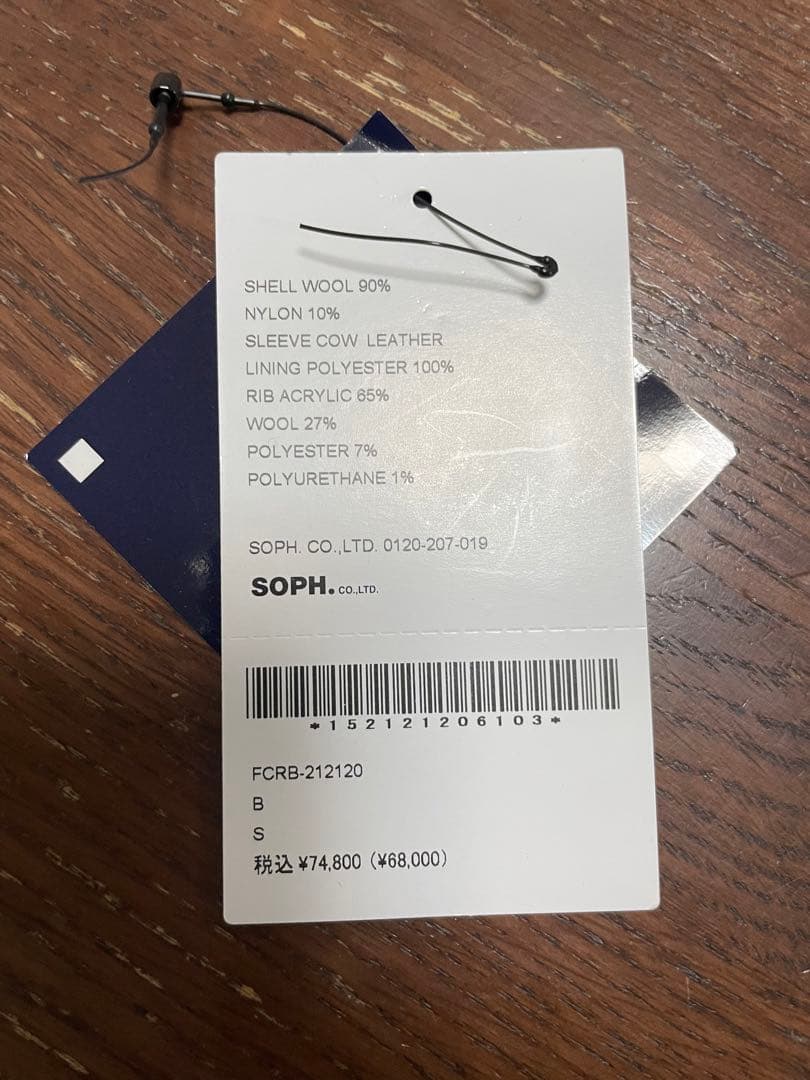 SHELL WOOL 90%
NYLON 10%
SLEEVE COW LEATHER
LINING POLYESTER 100%
RIB ACRYLIC 65%
WOOL 27%
POLYESTER 7%
POLYURETHANE 1%
SOPH. CO.,LTD. 0120-207-019
SOPH. CO.,LTD.
*152121206103*
FCRB-212120
B
S
税込 ¥74,800 (¥68,000)